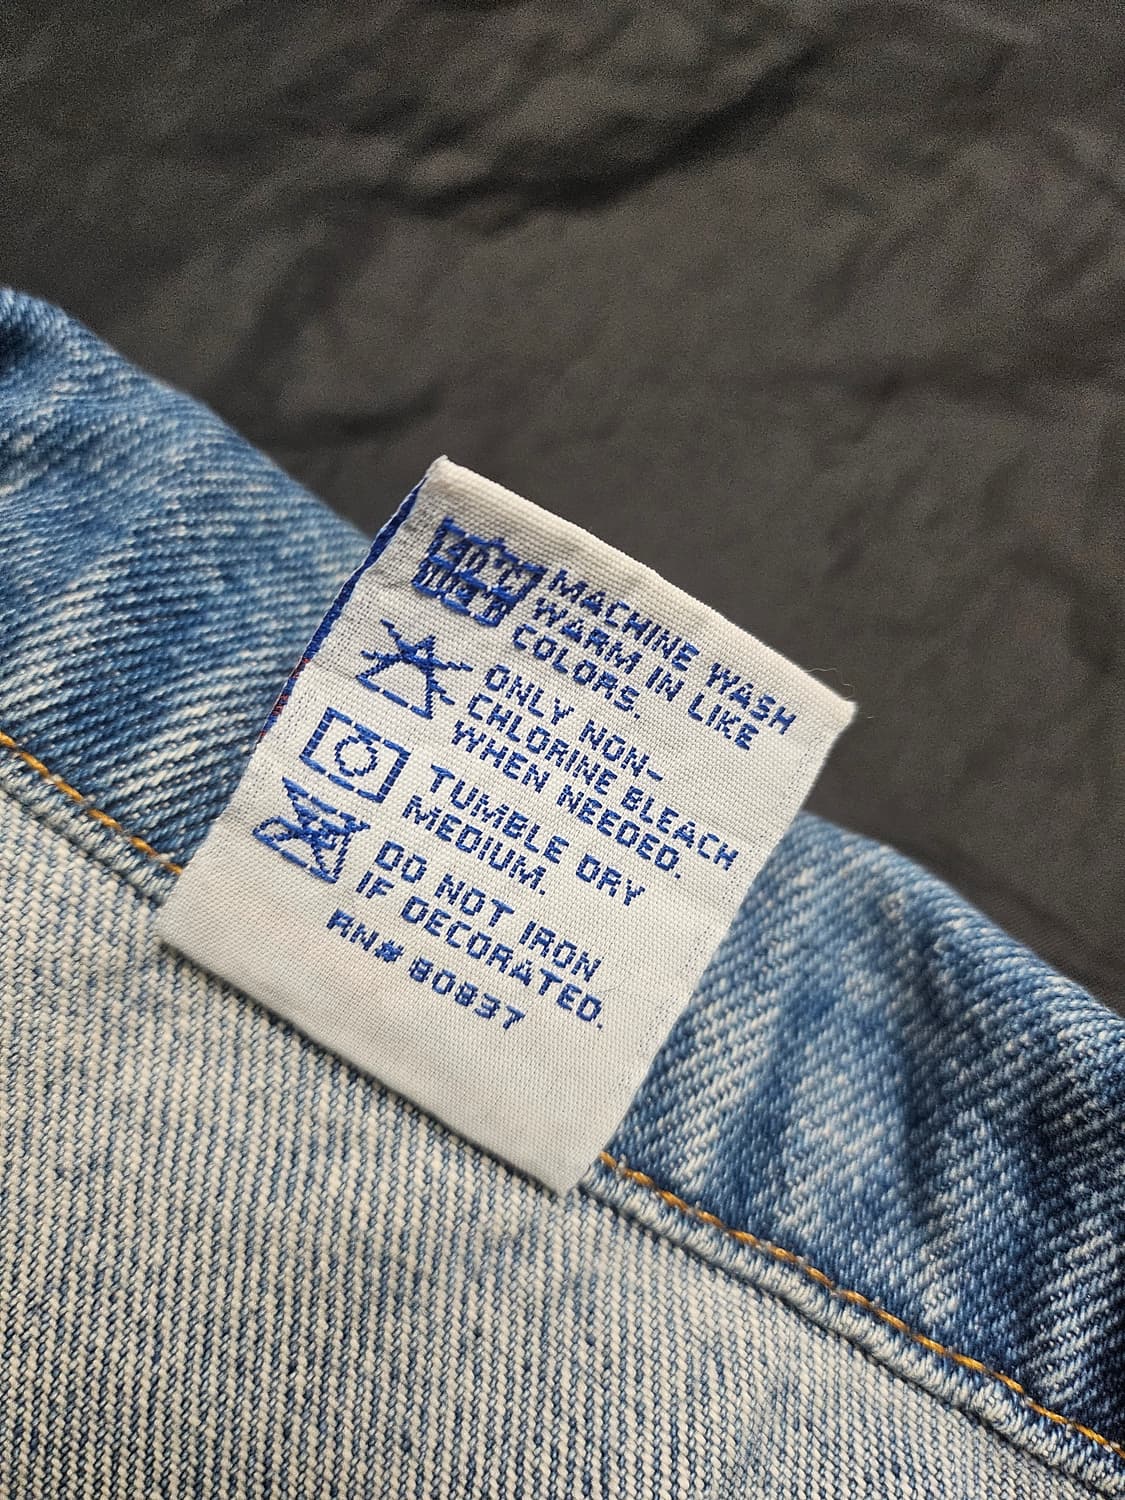 40°C
MACHINE WASH
WARM IN LIKE
COLORS.
ONLY NON-
CHLORINE BLEACH
WHEN NEEDED.
TUMBLE DRY
MEDIUM.
DO NOT IRON
IF DECORATED.
RN# 80837